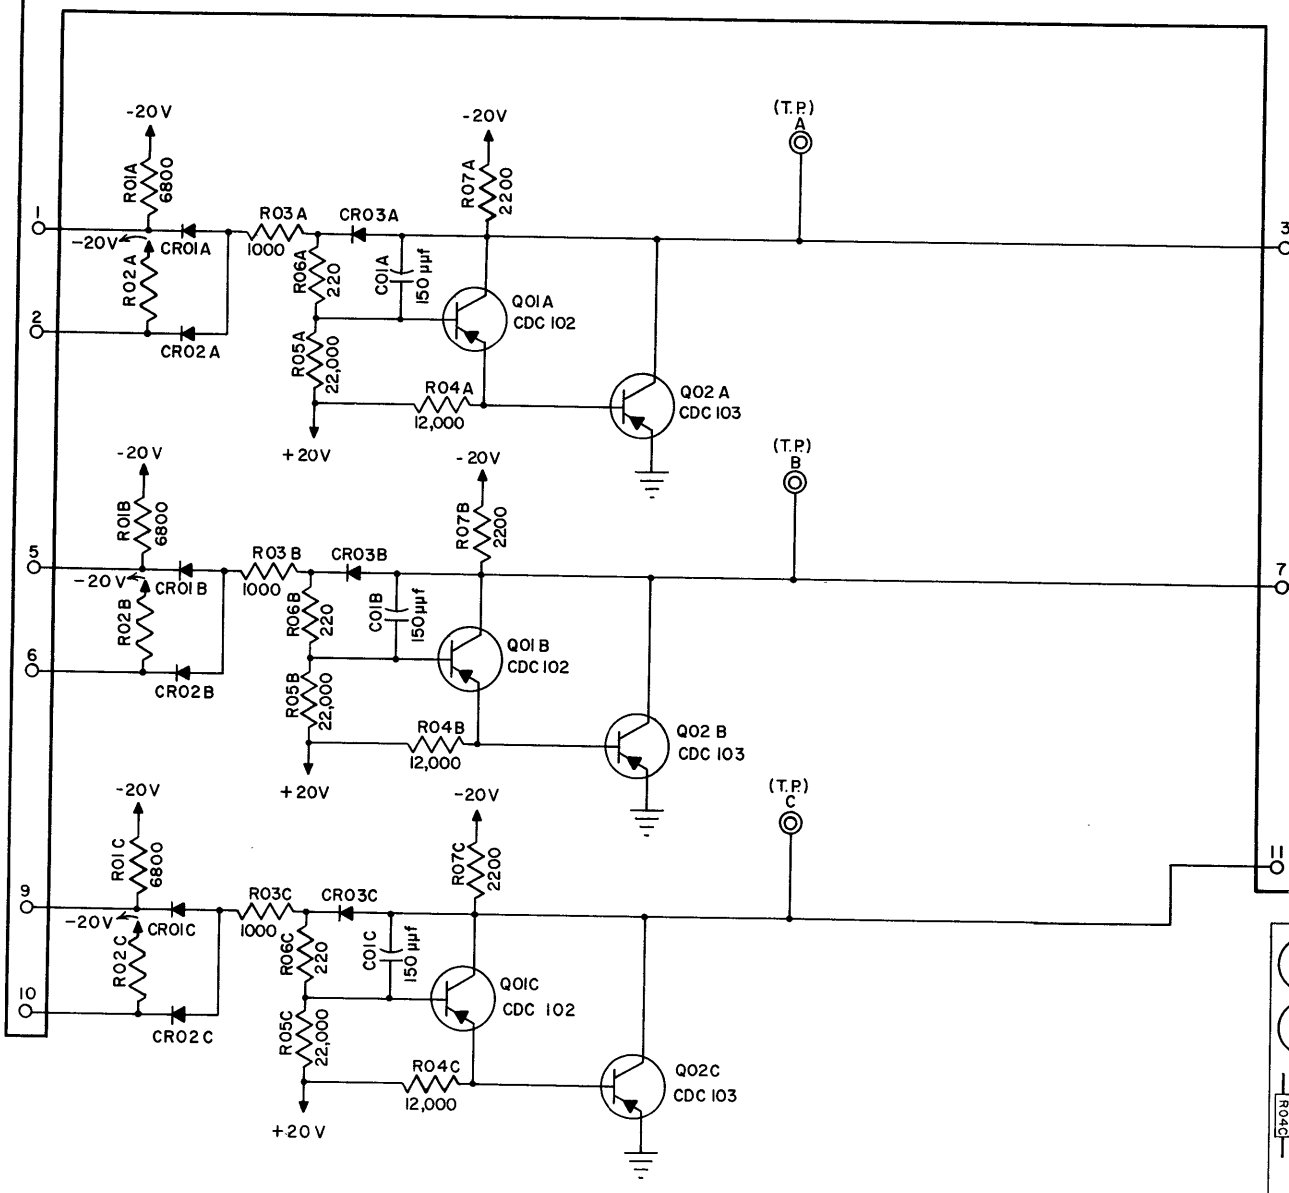 (T.P.)
A
-20V
-20V
R01A
6800
R07A
2200
1
R03A
CR03A
3
-20V
CR01A
1000
R02A
R06A
220
C01A
150 µµf
Q01A
CDC 102
2
CR02A
R05A
22,000
R04A
12,000
Q02A
CDC 103
+20V
(T.P.)
B
-20V
-20V
R01B
6800
R07B
2200
5
R03B
CR03B
7
-20V
CR01B
1000
R02B
R06B
220
C01B
150µµf
Q01B
CDC 102
6
CR02B
R05B
22,000
R04B
12,000
Q02B
CDC 103
+20V
(T.P.)
C
-20V
-20V
R01C
6800
R07C
2200
11
9
R03C
CR03C
-20V
CR01C
1000
R02C
R06C
220
C01C
150 µµf
Q01C
CDC 102
10
CR02C
R05C
22,000
R04C
12,000
Q02C
CDC 103
+20V
R04C